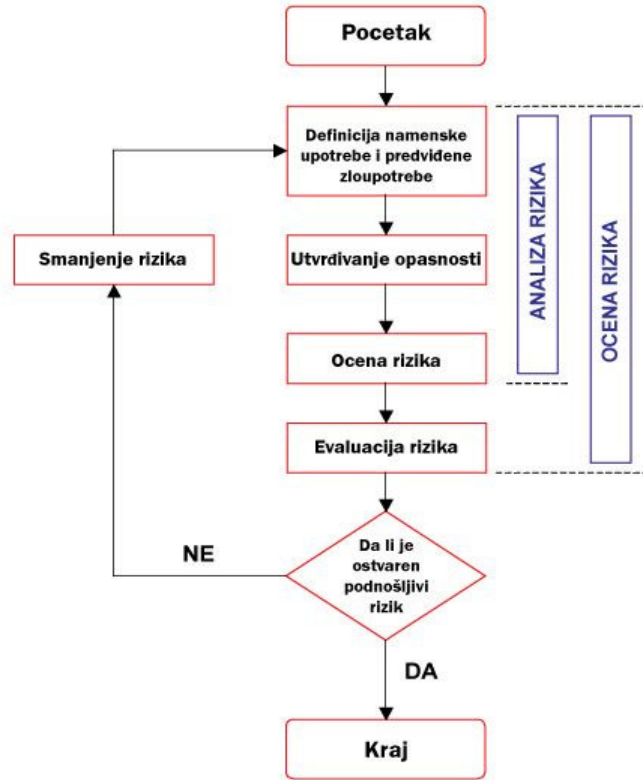 Pocetak
Definicija namenske
upotrebe i predviđene
zloupotrebe
Smanjenje rizika
Utvrđivanje opasnosti
Ocena rizika
Evaluacija rizika
Da li je
ostvaren
podnošljivi
rizik
NE
DA
Kraj
ANALIZA RIZIKA
OCENA RIZIKA